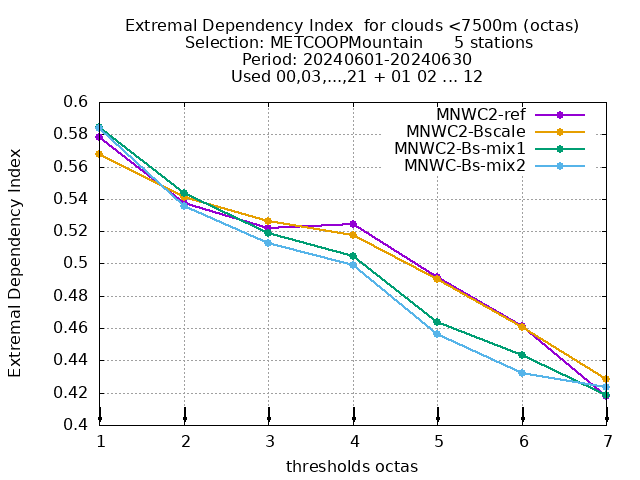 Extremal Dependency Index  for clouds <7500m (octas)
Selection: METCOOPMountain      5 stations
Period: 20240601-20240630
Used 00,03,...,21 + 01 02 ... 12
MNWC2-ref
MNWC2-Bscale
MNWC2-Bs-mix1
MNWC-Bs-mix2
Extremal Dependency Index
0.6
0.58
0.56
0.54
0.52
0.5
0.48
0.46
0.44
0.42
0.4
1 2 3 4 5 6 7
thresholds octas